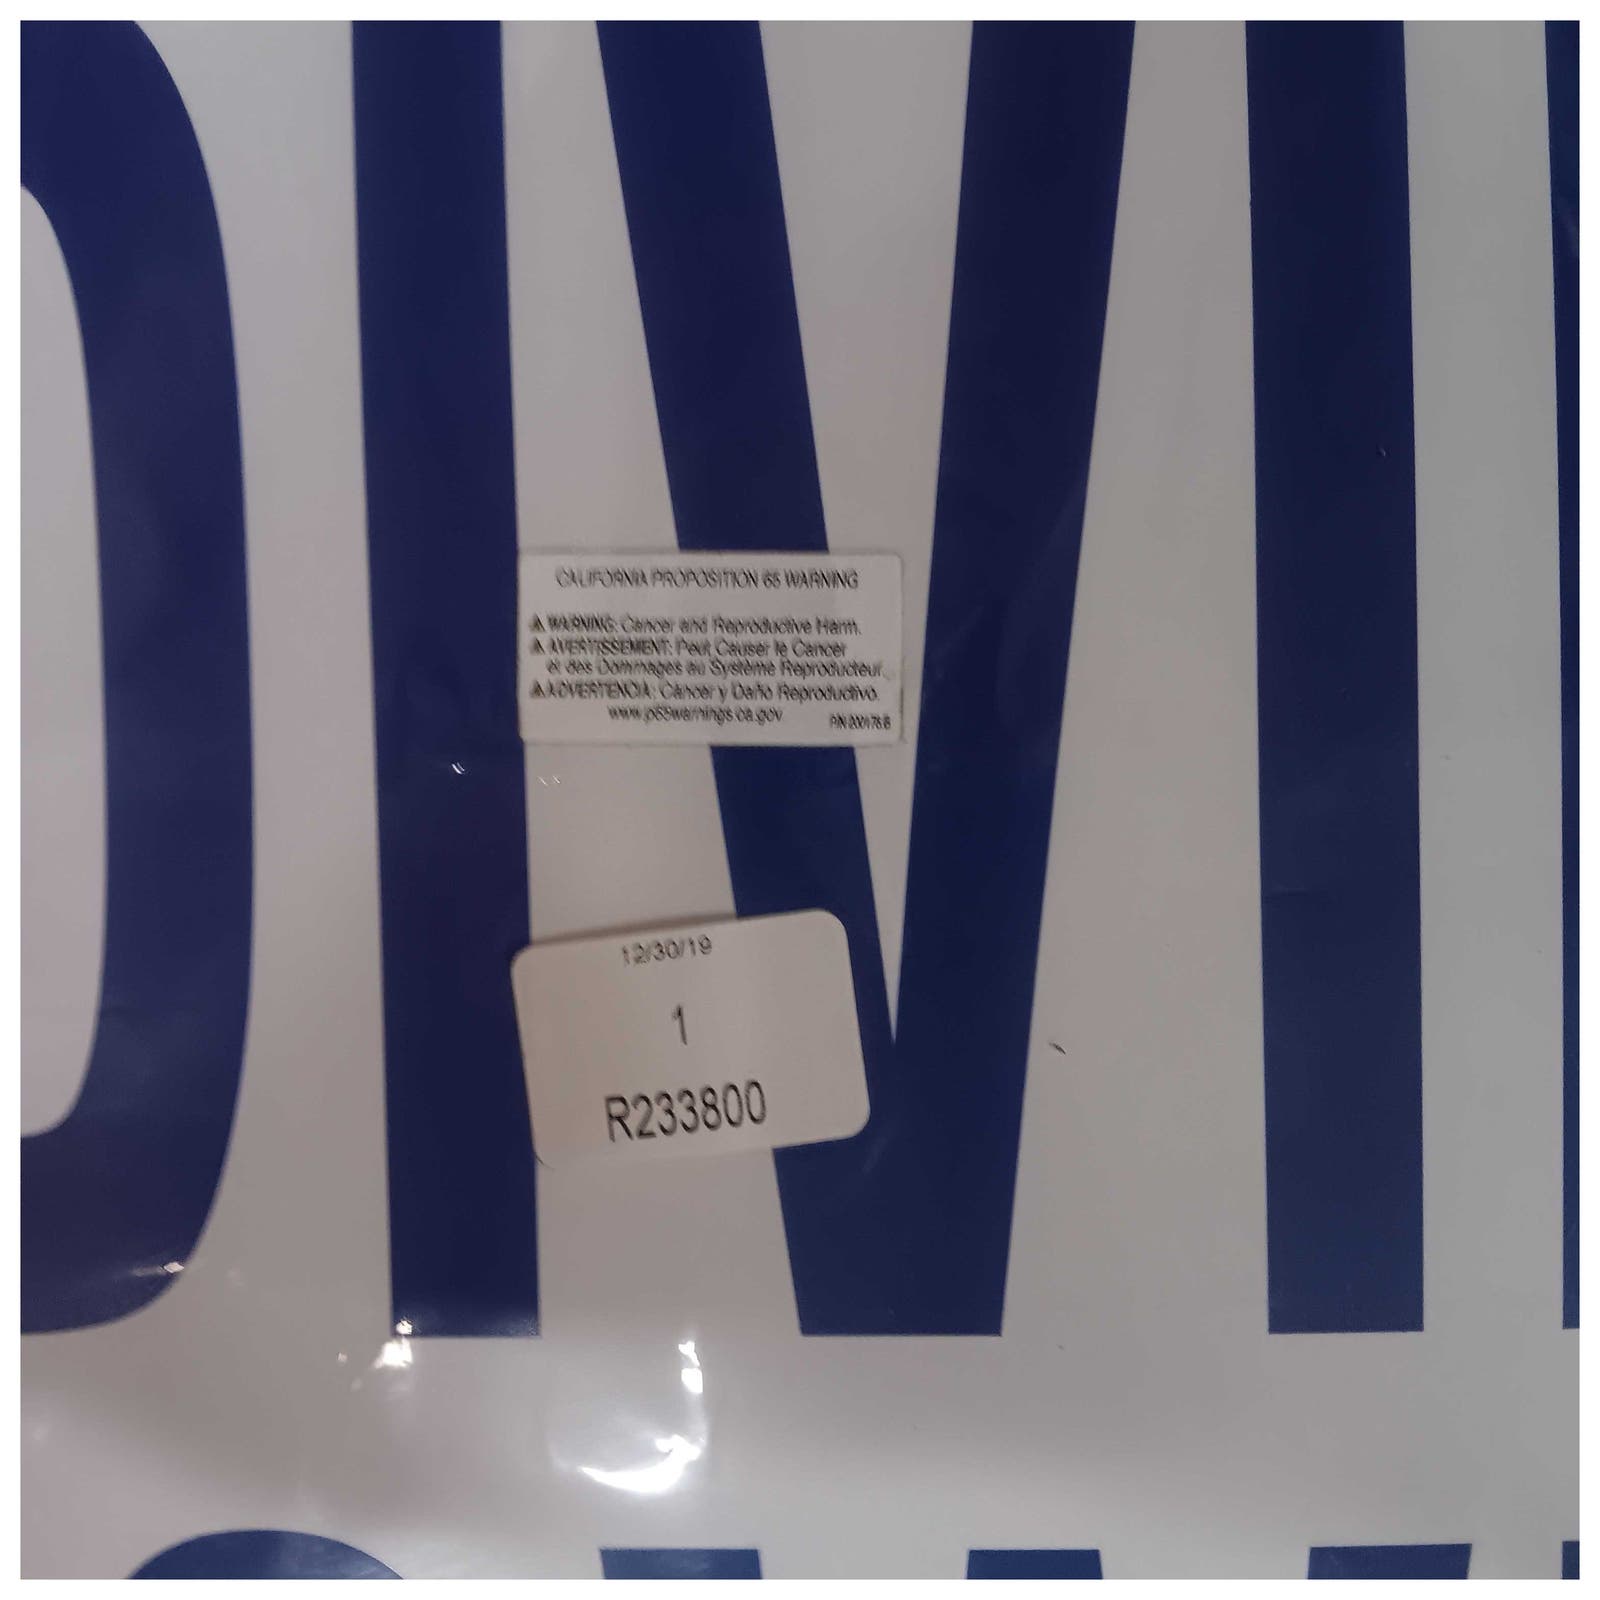 CALIFORNIA PROPOSITION 65 WARNING
⚠ WARNING: Cancer and Reproductive Harm.
⚠ AVERTISSEMENT: Peut Causer le Cancer
et des Dommages au Système Reproducteur.
⚠ ADVERTENCIA: Cáncer y Daño Reproductivo.
www.p65warnings.ca.gov
12/30/19
1
R233800